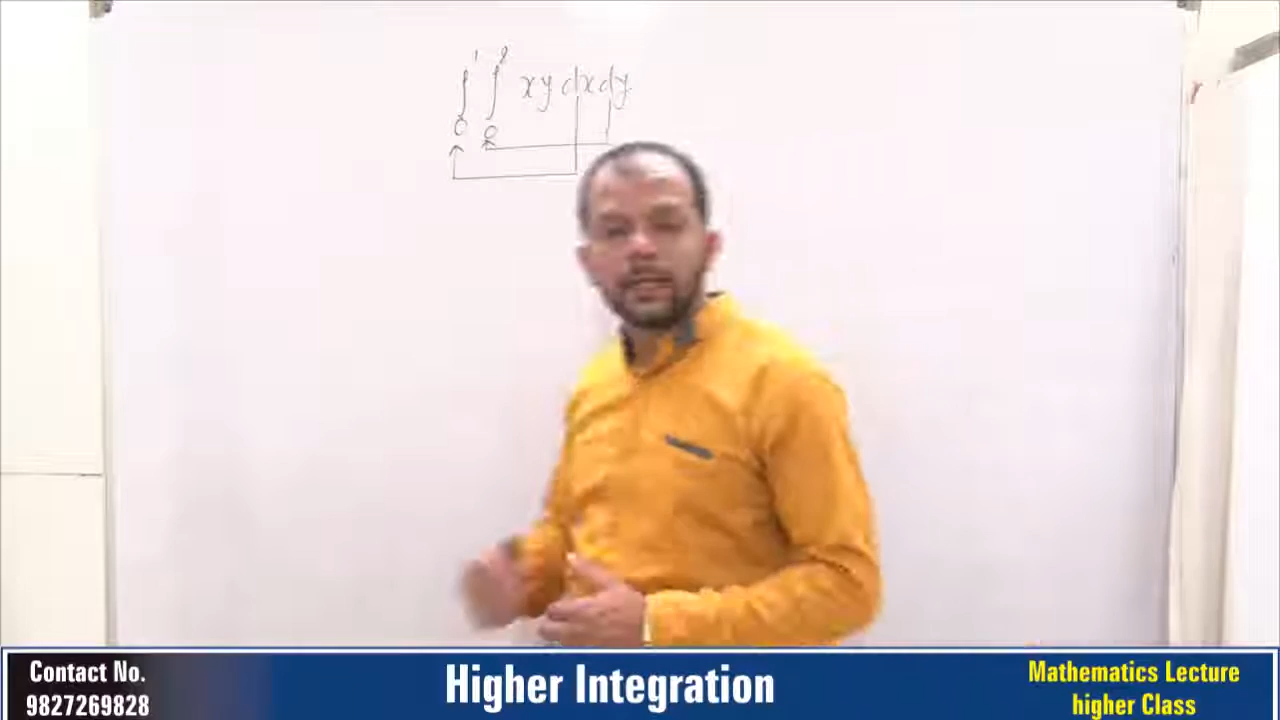 ∫₀¹ ∫₀² xy dx dy
Contact No.
9827269828
Higher Integration
Mathematics Lecture
higher Class